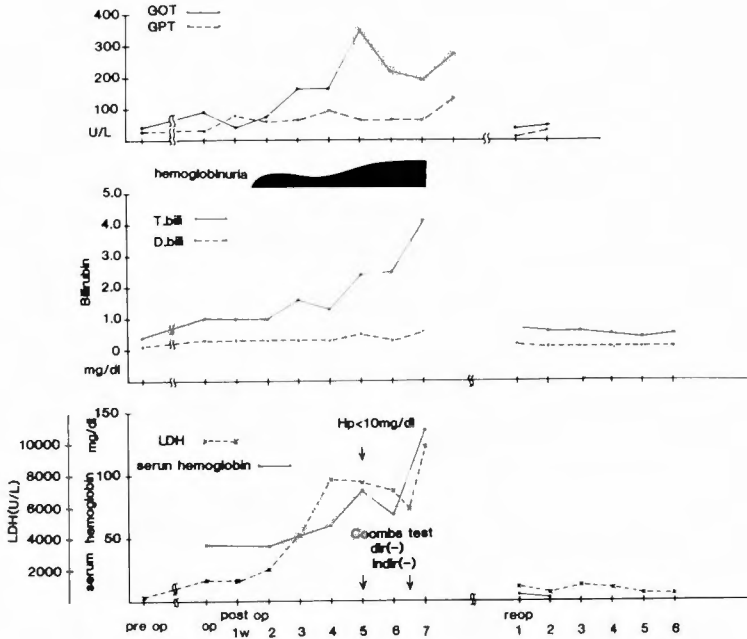 400
GOT
GPT
300
200
100
U/L
hemoglobinuria
5.0
T.bili
4.0
D.bili
3.0
Bilirubin
2.0
1.0
0
mg/dl
150
mg/dl
Hp<10mg/dl
10000
LDH
serun hemoglobin
8000
100
LDH(U/L)
6000
serum hemoglobin
Coombs test
dir(-)
indir(-)
4000
50
2000
pre op
op
post op
1w
2
3
4
5
6
7
reop
1
2
3
4
5
6